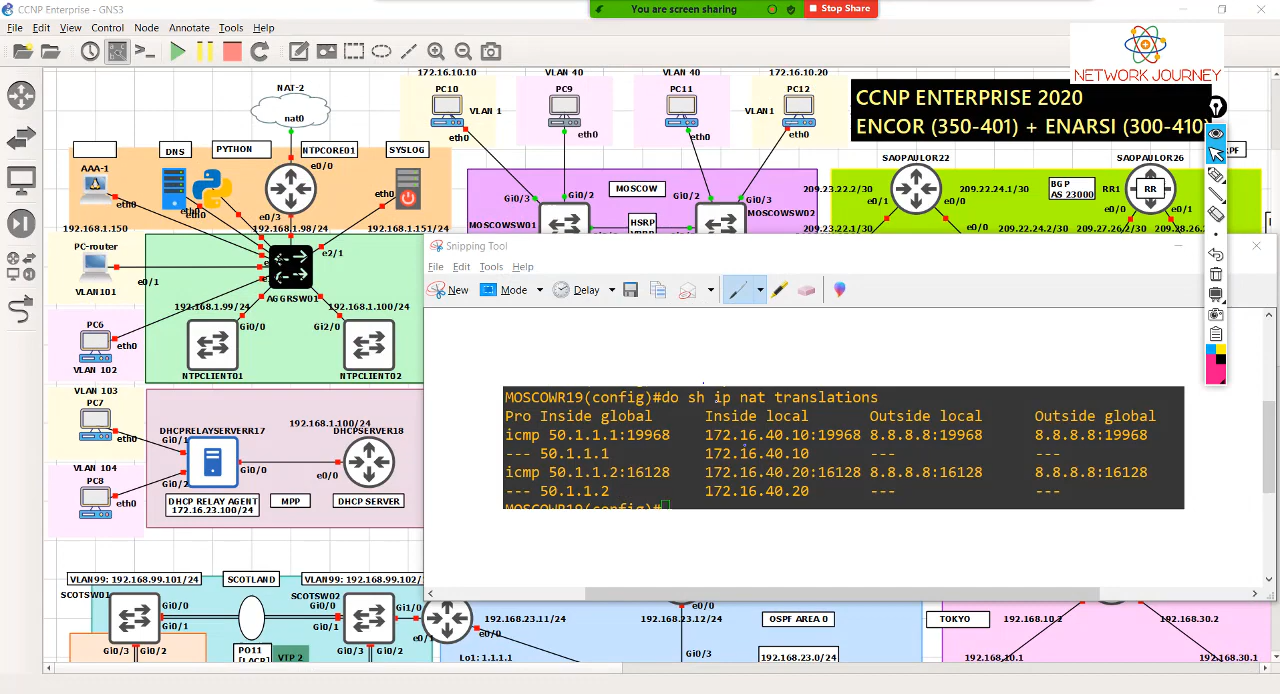 CCNP Enterprise - GNS3
You are screen sharing
Stop Share
File Edit View Control Node Annotate Tools Help
NETWORK JOURNEY
CCNP ENTERPRISE 2020
ENCOR (350-401) + ENARSI (300-410)
NAT-2
nat0
172.16.10.10
VLAN 40
VLAN 40
172.16.10.20
PC10
VLAN 1
PC9
PC11
VLAN1
PC12
eth0
eth0
eth0
eth0
DNS
PYTHON
NTPCORE01
SYSLOG
AAA-1
e0/0
eth0
eth0
eth0
e0/3
192.168.1.150
192.168.1.98/24
192.168.1.151/24
Gi0/3
Gi0/2
MOSCOW
Gi0/2
Gi0/3
MOSCOWSW01
HSRP
MOSCOWSW02
SAOPAULOR22
SAOPAULOR26
209.23.22.2/30
209.22.24.1/30
BGP
AS 23000
RR1
RR
e0/1
e0/0
e0/0
e0/1
209.23.22.1/30
209.22.24.2/30
209.27.26.2/30
PC-router
e0/1
VLAN101
e2/1
AGGRSW01
192.168.1.99/24
192.168.1.100/24
Gi0/0
Gi2/0
NTPCLIENT01
NTPCLIENT02
PC6
eth0
VLAN 102
VLAN 103
PC7
eth0
DHCPRELAYSERVERR17
192.168.1.100/24
DHCPSERVER18
Gi0/1
Gi0/0
e0/0
Gi0/2
VLAN 104
PC8
eth0
DHCP RELAY AGENT
172.16.23.100/24
MPP
DHCP SERVER
Snipping Tool
File Edit Tools Help
New Mode Delay
MOSCOWR19(config)#do sh ip nat translations
Pro Inside global Inside local Outside local Outside global
icmp 50.1.1.1:19968 172.16.40.10:19968 8.8.8.8:19968 8.8.8.8:19968
--- 50.1.1.1 172.16.40.10 --- ---
icmp 50.1.1.2:16128 172.16.40.20:16128 8.8.8.8:16128 8.8.8.8:16128
--- 50.1.1.2 172.16.40.20 --- ---
MOSCOWR19(config)#
VLAN99: 192.168.99.101/24
SCOTLAND
VLAN99: 192.168.99.102/
SCOTSW01
SCOTSW02
Gi0/0
Gi0/0
Gi1/0
Gi0/1
Gi0/1
e0/0
Gi0/3
Gi0/2
PO11
[LACP
VTP 2
Gi0/3
Gi0/2
192.168.23.11/24
Lo1: 1.1.1.1
e0/0
192.168.23.12/24
Gi0/3
OSPF AREA 0
192.168.23.0/24
TOKYO
192.168.10.2
192.168.30.2
192.168.10.1
192.168.30.1